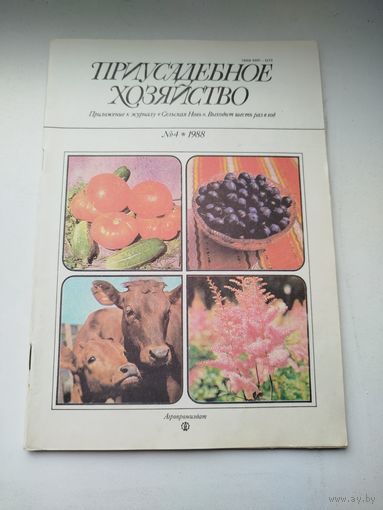 ПРИУСАДЕБНОЕ
ХОЗЯЙСТВО
Приложение к журналу «Сельская Новь». Выходит шесть раз в год
№4 * 1988
Агропромиздат
www.ay.by